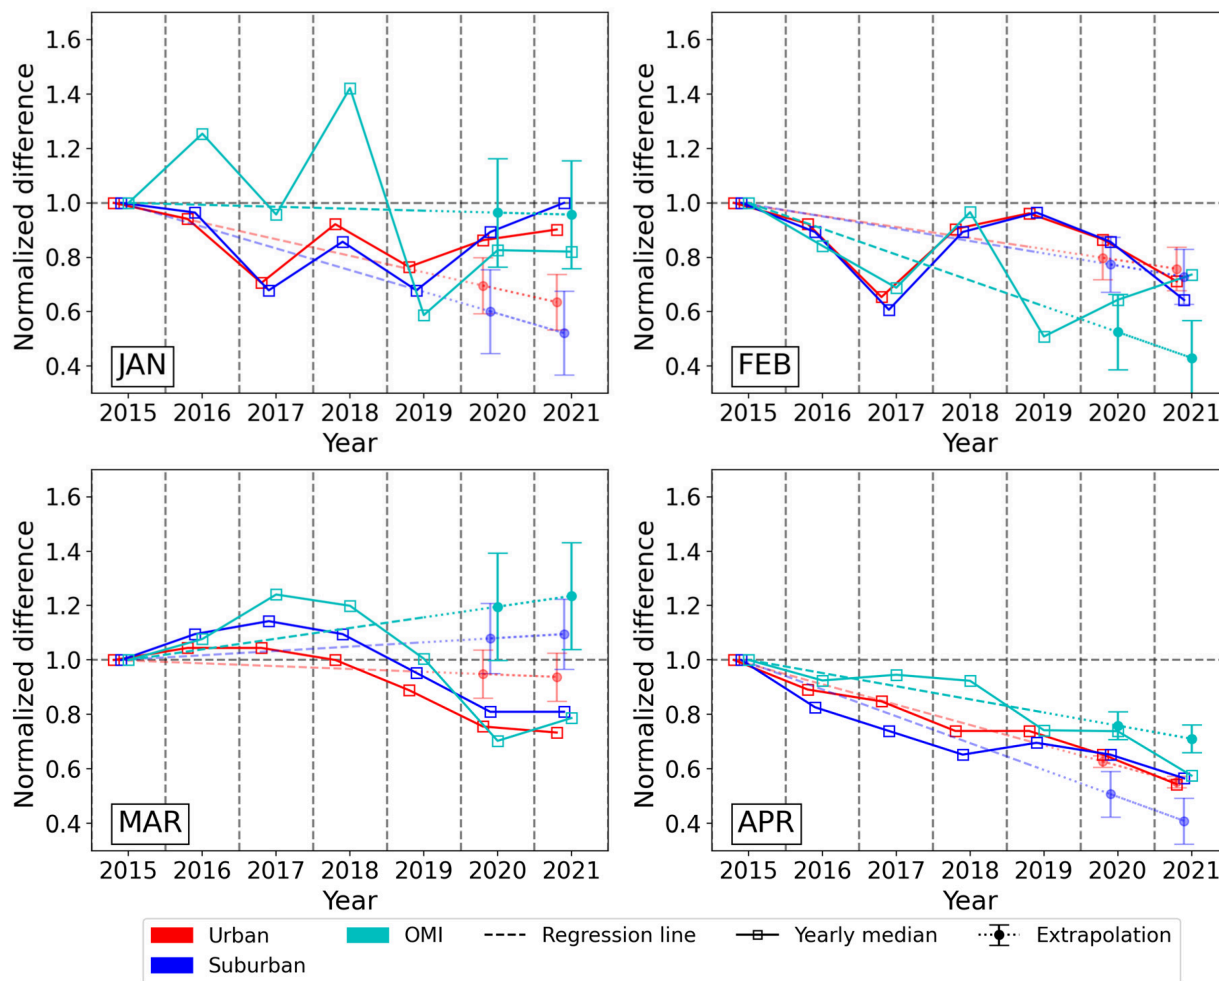 1.6
1.4
1.2
1.0
0.8
0.6
0.4
Normalized difference
JAN
2015 2016 2017 2018 2019 2020 2021
Year
1.6
1.4
1.2
1.0
0.8
0.6
0.4
Normalized difference
FEB
2015 2016 2017 2018 2019 2020 2021
Year
1.6
1.4
1.2
1.0
0.8
0.6
0.4
Normalized difference
MAR
2015 2016 2017 2018 2019 2020 2021
Year
1.6
1.4
1.2
1.0
0.8
0.6
0.4
Normalized difference
APR
2015 2016 2017 2018 2019 2020 2021
Year
Urban OMI Regression line Yearly median Extrapolation
Suburban